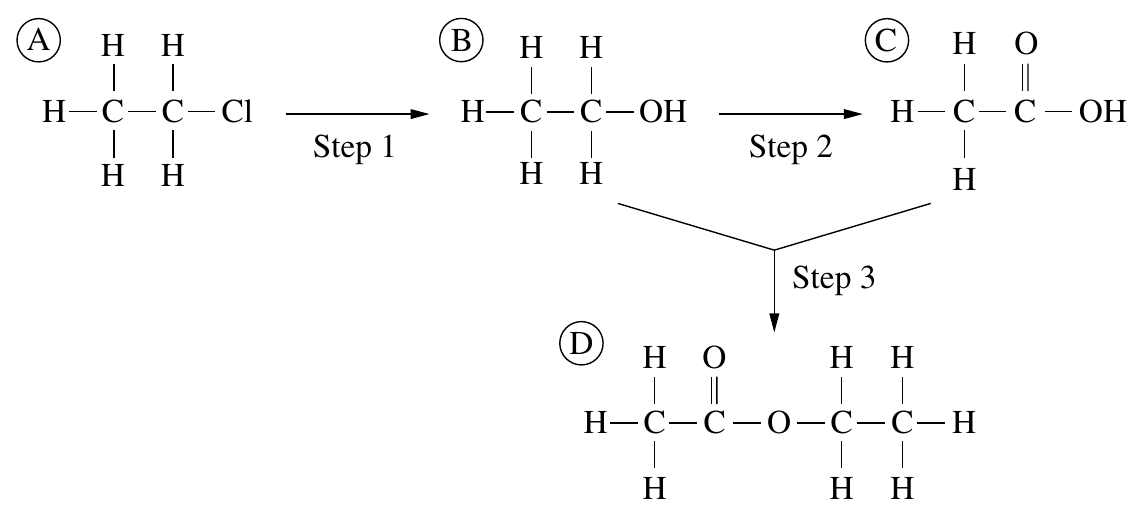 A H H B H H C H O
H C C Cl Step 1 H C C OH Step 2 H C C OH
H H H H H
Step 3
D H O H H
H C C O C C H
H H H